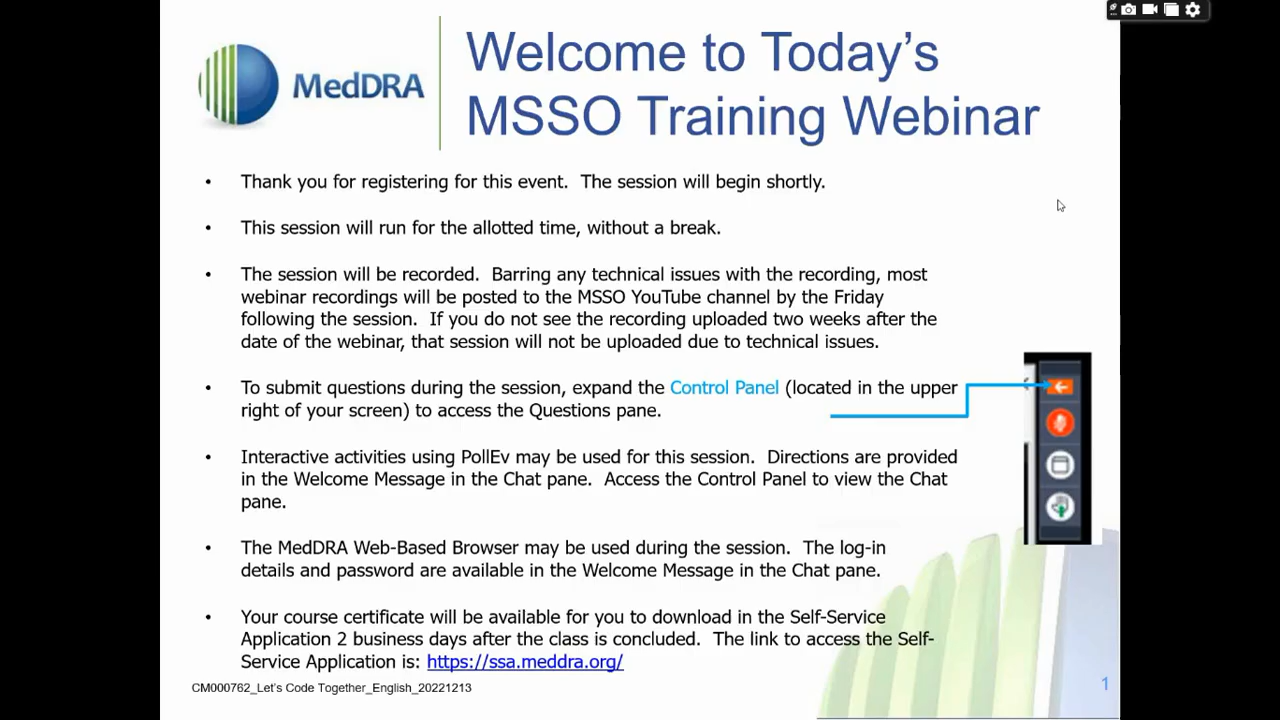 MedDRA
Welcome to Today's
MSSO Training Webinar
• Thank you for registering for this event.  The session will begin shortly.
• This session will run for the allotted time, without a break.
• The session will be recorded.  Barring any technical issues with the recording, most
webinar recordings will be posted to the MSSO YouTube channel by the Friday
following the session.  If you do not see the recording uploaded two weeks after the
date of the webinar, that session will not be uploaded due to technical issues.
• To submit questions during the session, expand the Control Panel (located in the upper
right of your screen) to access the Questions pane.
• Interactive activities using PollEv may be used for this session.  Directions are provided
in the Welcome Message in the Chat pane.  Access the Control Panel to view the Chat
pane.
• The MedDRA Web-Based Browser may be used during the session.  The log-in
details and password are available in the Welcome Message in the Chat pane.
• Your course certificate will be available for you to download in the Self-Service
Application 2 business days after the class is concluded.  The link to access the Self-
Service Application is: https://ssa.meddra.org/
CM000762_Let's Code Together_English_20221213
1